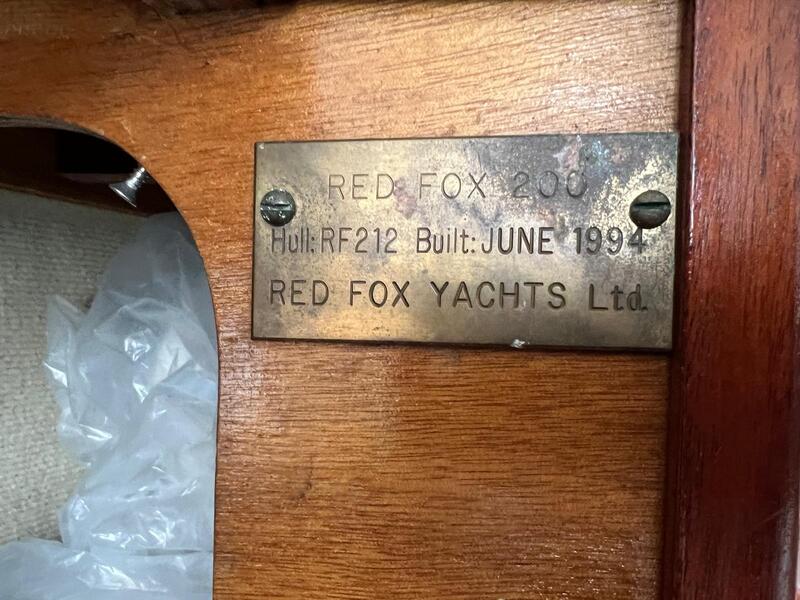 RED FOX 200
Hull: RF212 Built: JUNE 1994
RED FOX YACHTS Ltd.